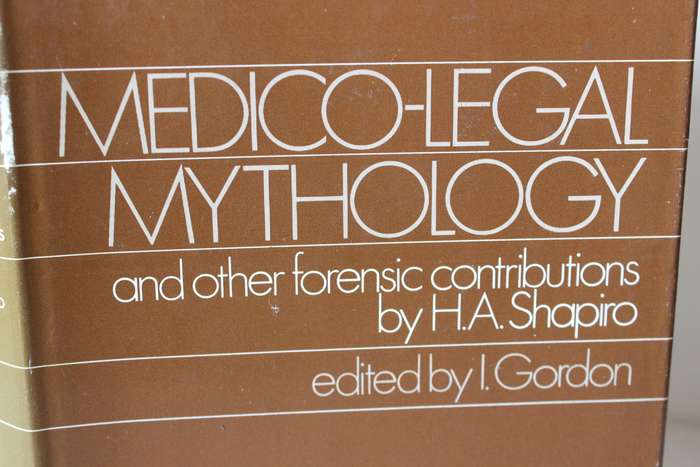 MEDICO-LEGAL
MYTHOLOGY
and other forensic contributions
by H.A. Shapiro
edited by I. Gordon